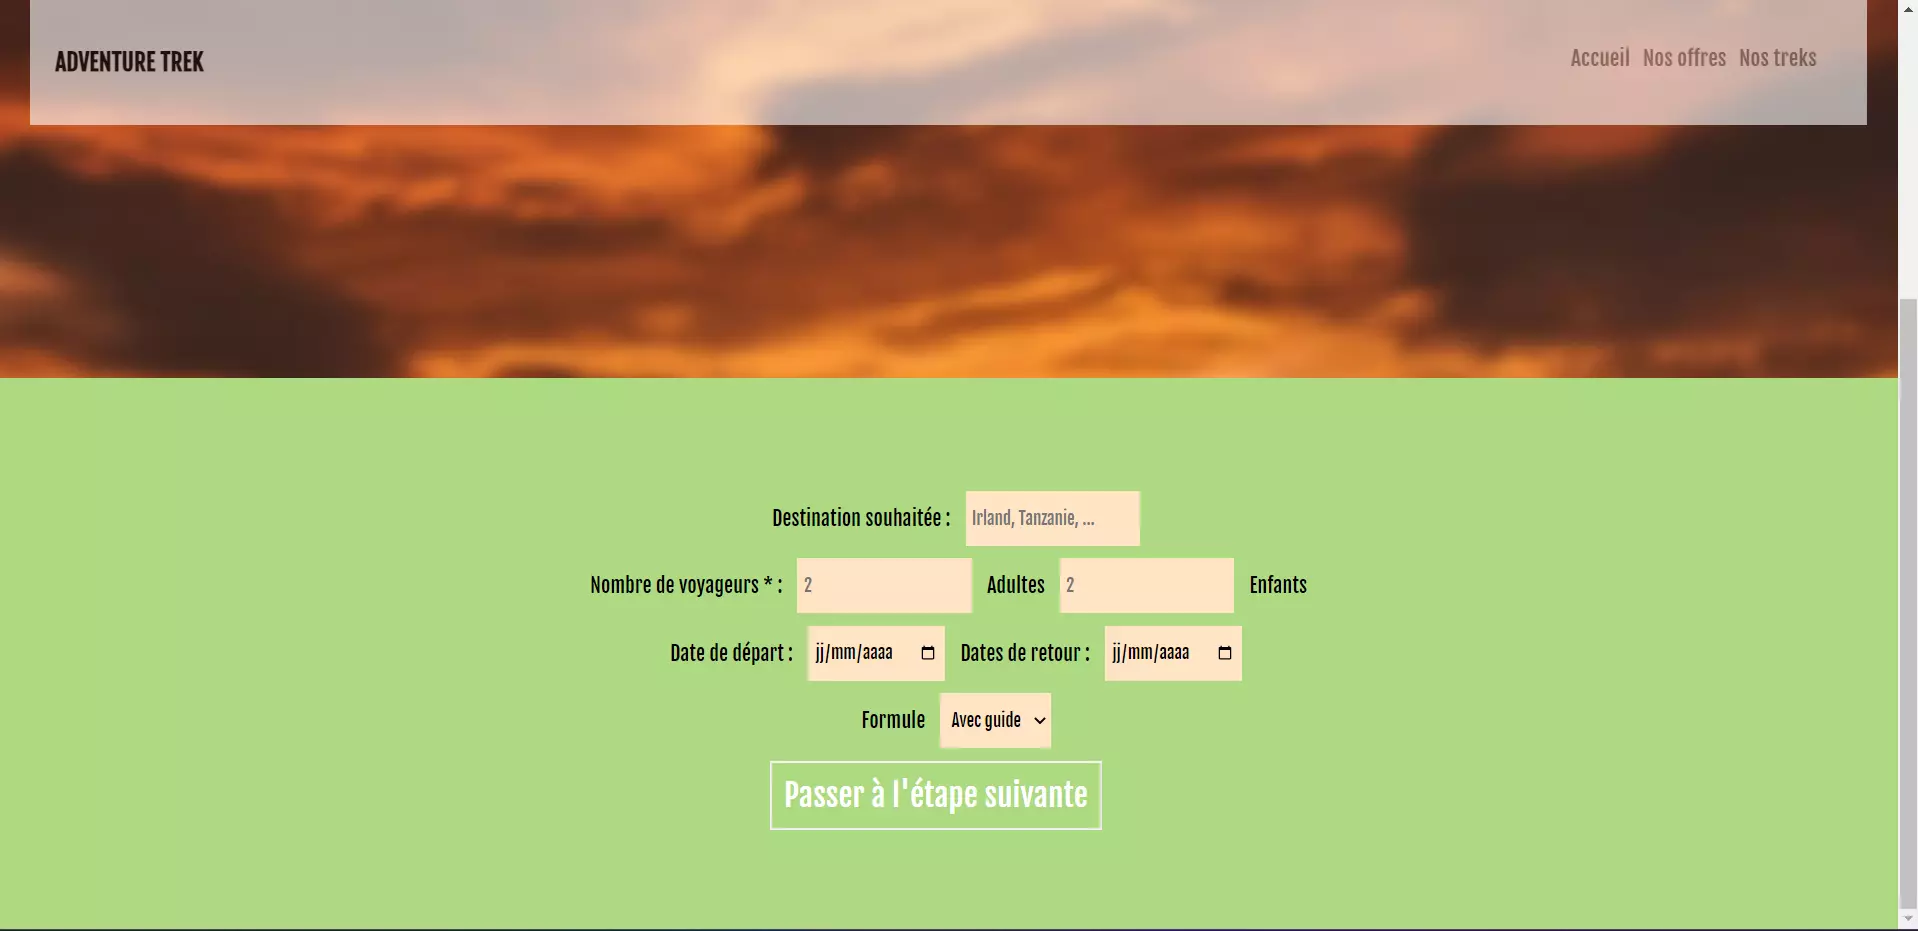 ADVENTURE TREK
Accueil Nos offres Nos treks
Destination souhaitée : Irland, Tanzanie, ...
Nombre de voyageurs * : 2 Adultes 2 Enfants
Date de départ : jj/mm/aaaa Dates de retour : jj/mm/aaaa
Formule Avec guide
Passer à l'étape suivante